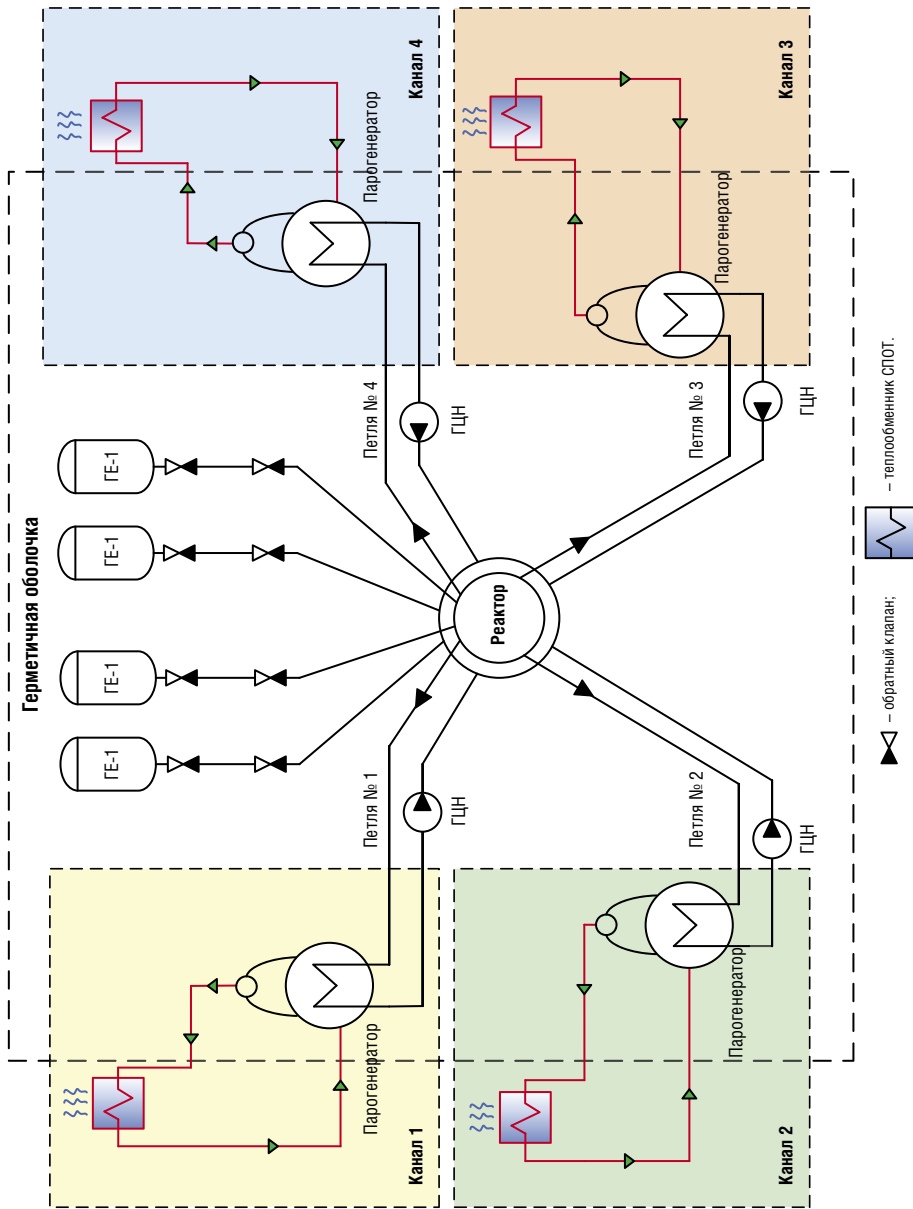 Герметичная оболочка
ГЕ-1
ГЕ-1
ГЕ-1
ГЕ-1
Канал 1
Парогенератор
Петля № 1
ГЦН
Петля № 4
ГЦН
Парогенератор
Канал 4
Реактор
Канал 2
Парогенератор
Петля № 2
ГЦН
Петля № 3
ГЦН
Парогенератор
Канал 3
– обратный клапан;
– теплообменник СПОТ.